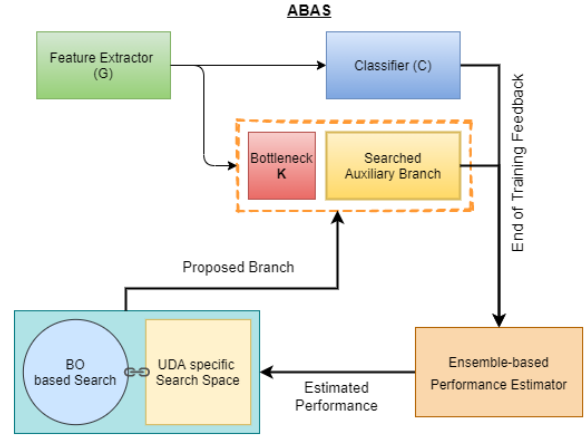 ABAS
Feature Extractor
(G)
Classifier (C)
Bottleneck
K
Searched
Auxiliary Branch
End of Training Feedback
Proposed Branch
BO
based Search
UDA specific
Search Space
Estimated
Performance
Ensemble-based
Performance Estimator